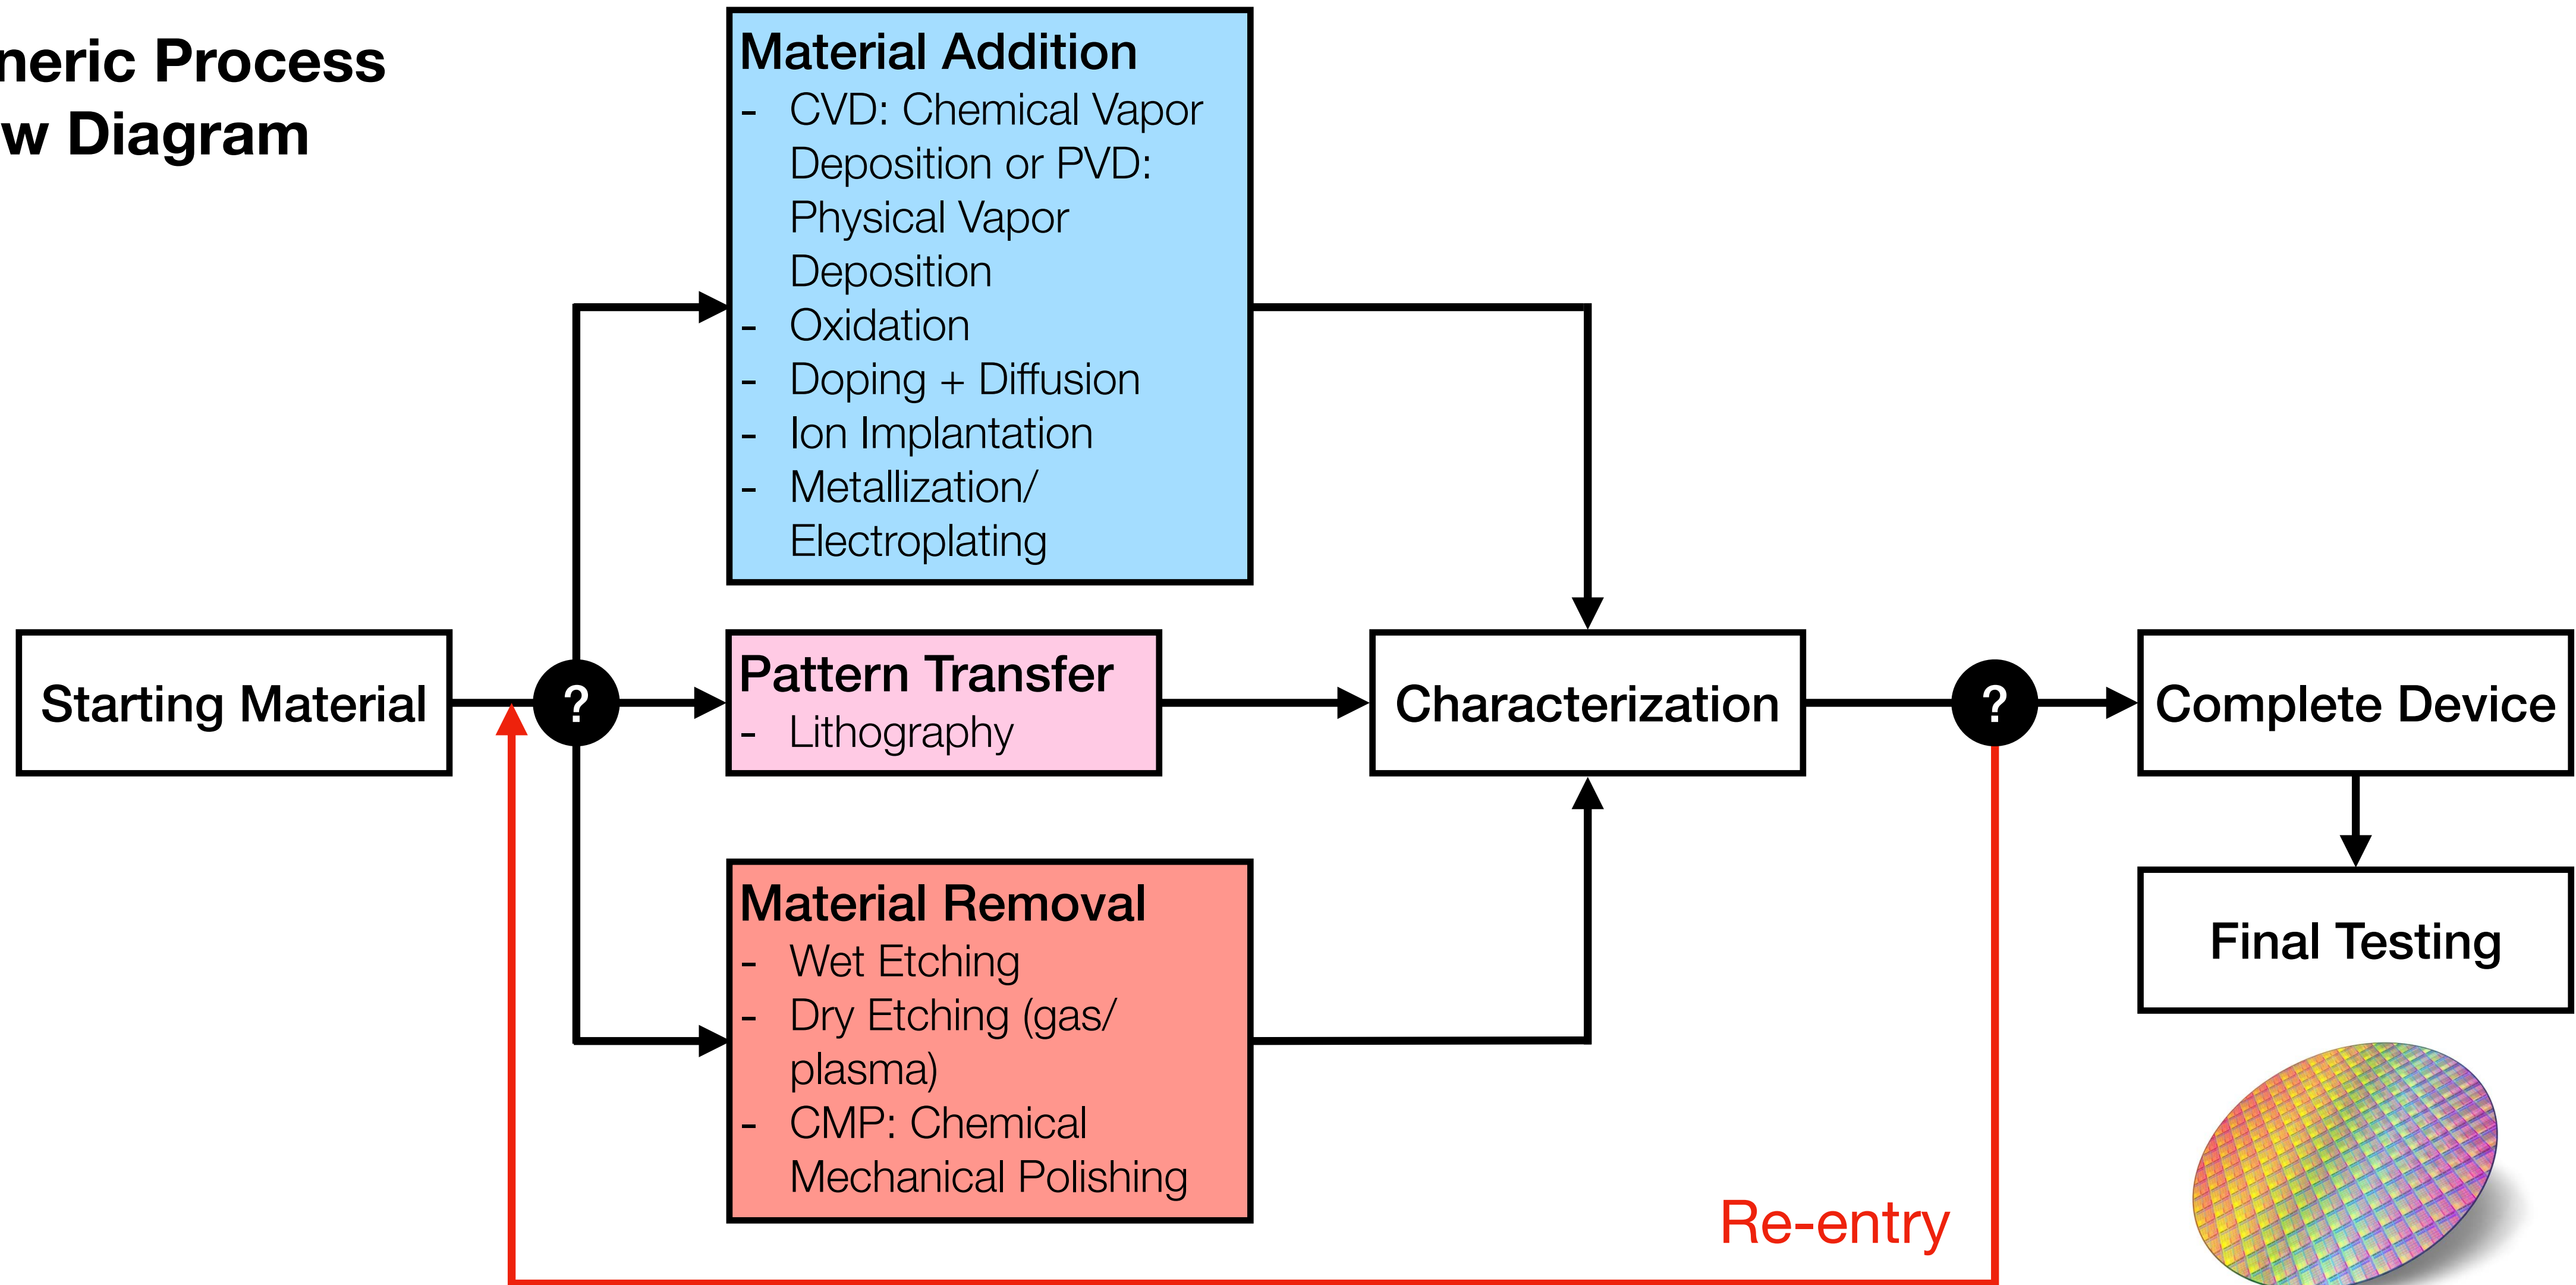 neric Process
w Diagram
Material Addition
- CVD: Chemical Vapor
Deposition or PVD:
Physical Vapor
Deposition
- Oxidation
- Doping + Diffusion
- Ion Implantation
- Metallization/
Electroplating
Starting Material
?
Pattern Transfer
- Lithography
Characterization
?
Complete Device
Material Removal
- Wet Etching
- Dry Etching (gas/
plasma)
- CMP: Chemical
Mechanical Polishing
Final Testing
Re-entry